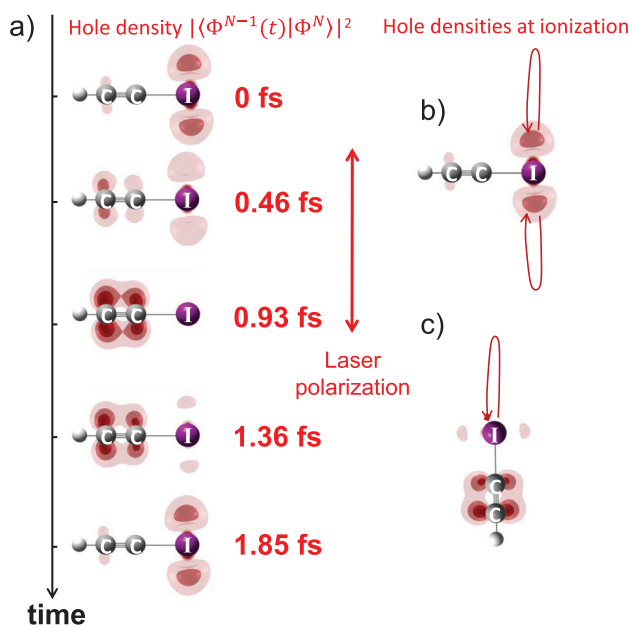 a)
Hole density |⟨Φ^{N−1}(t)|Φ^N⟩|²
Hole densities at ionization
C C I
0 fs
C C I
0.46 fs
C C I
0.93 fs
C C I
1.36 fs
C C I
1.85 fs
time
Laser
polarization
b)
C C I
c)
I
C
C
H